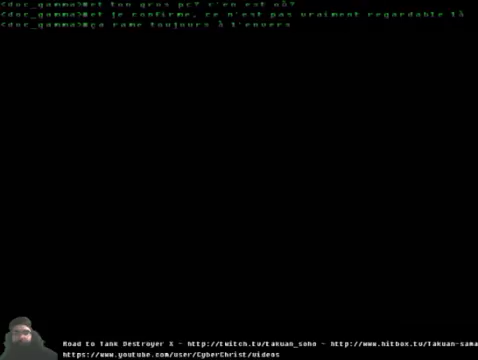 <doc_gamma> et ton gros pc? c'en est où?
<doc_gamma> et je confirme, ce n'est pas vraiment regardable là
<doc_gamma> ça rame toujours à l'envers
Road to Tank Destroyer X - http://twitch.tv/takuan_soho - http://www.hitbox.tv/Takuan-sama
https://www.youtube.com/user/CyberChrist/videos